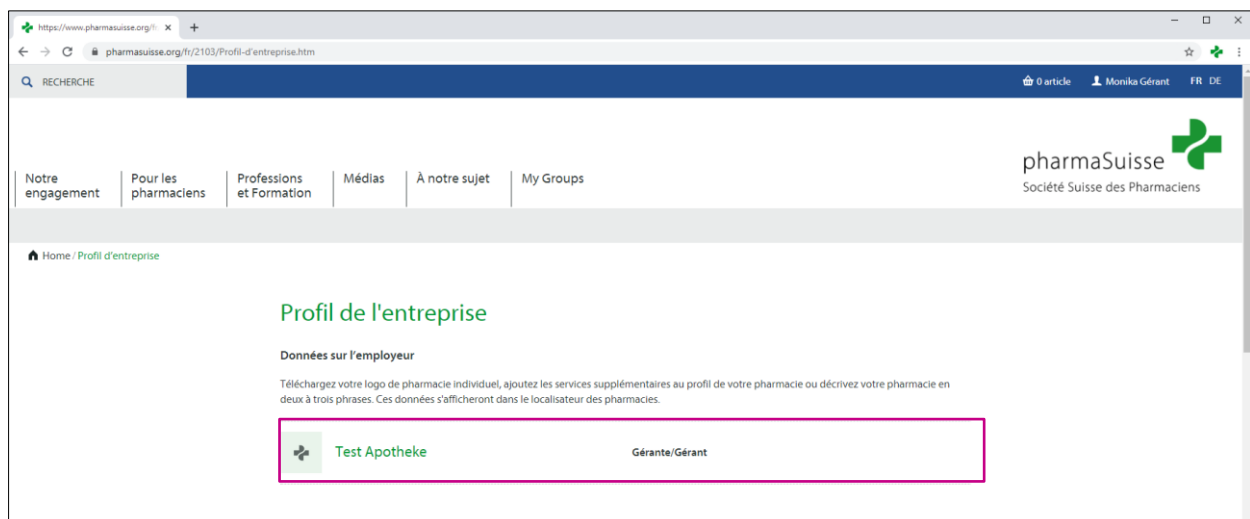 https://www.pharmasuisse.org/fr
pharmasuisse.org/fr/2103/Profil-d'entreprise.htm
RECHERCHE
0 article
Monika Gérant
FR DE
pharmaSuisse
Société Suisse des Pharmaciens
Notre
engagement
Pour les
pharmaciens
Professions
et Formation
Médias
À notre sujet
My Groups
Home / Profil d'entreprise
Profil de l'entreprise
Données sur l'employeur
Téléchargez votre logo de pharmacie individuel, ajoutez les services supplémentaires au profil de votre pharmacie ou décrivez votre pharmacie en
deux à trois phrases. Ces données s'afficheront dans le localisateur des pharmacies.
Test Apotheke
Gérante/Gérant